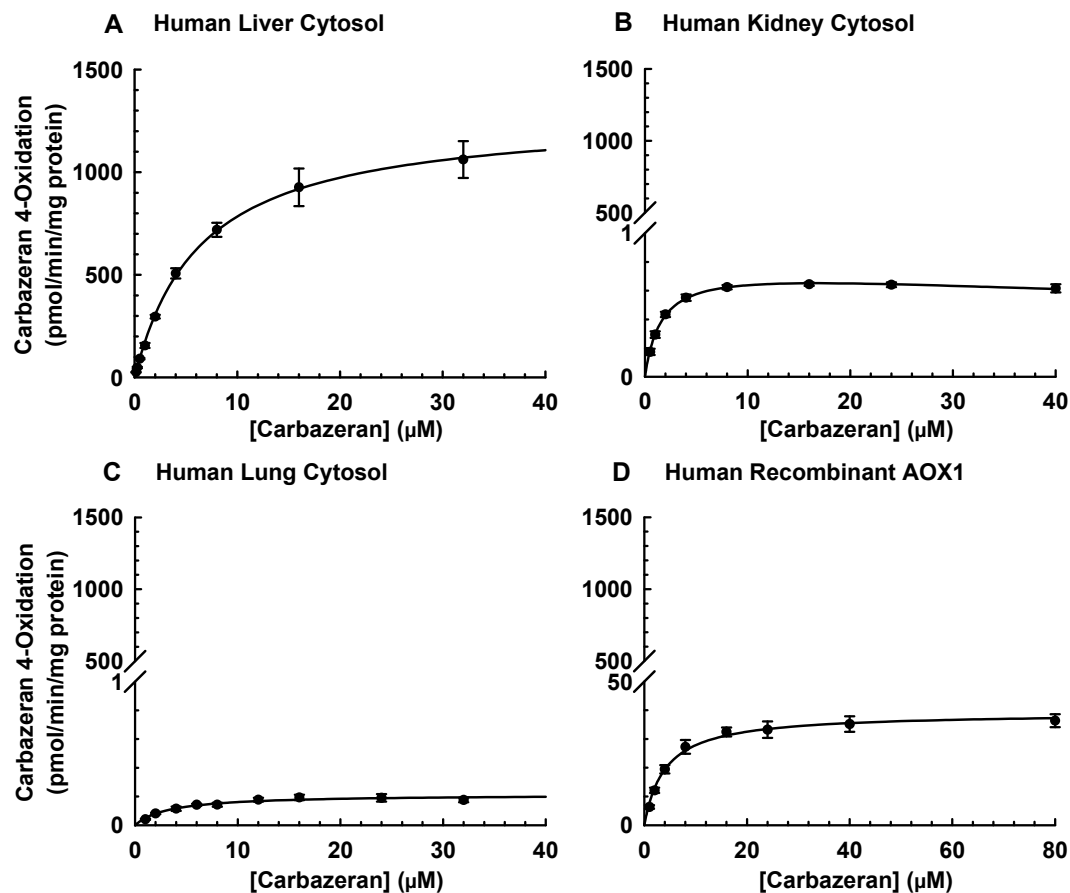 A Human Liver Cytosol
1500
1000
500
0
0 10 20 30 40
[Carbazeran] (µM)
Carbazeran 4-Oxidation
(pmol/min/mg protein)
B Human Kidney Cytosol
1500
1000
500
1
0
0 10 20 30 40
[Carbazeran] (µM)
C Human Lung Cytosol
1500
1000
500
1
0
0 10 20 30 40
[Carbazeran] (µM)
Carbazeran 4-Oxidation
(pmol/min/mg protein)
D Human Recombinant AOX1
1500
1000
500
50
0
0 20 40 60 80
[Carbazeran] (µM)